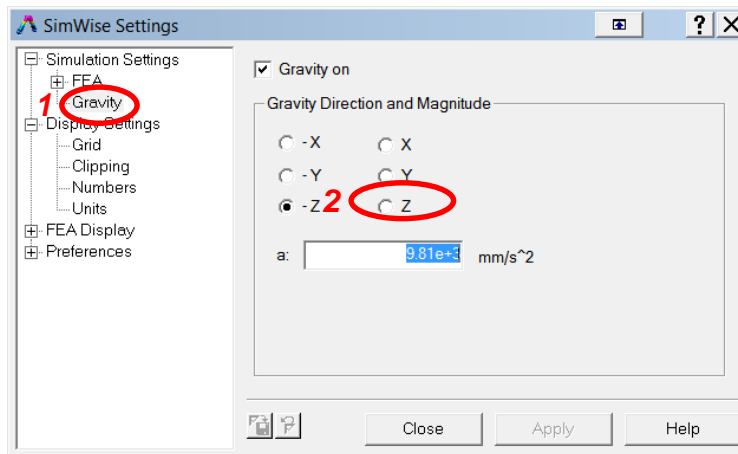 SimWise Settings
?
Simulation Settings
FEA
1 Gravity
Display Settings
Grid
Clipping
Numbers
Units
FEA Display
Preferences
Gravity on
Gravity Direction and Magnitude
-X X
-Y Y
-Z 2 Z
a: 9.81e+3 mm/s^2
Close Apply Help